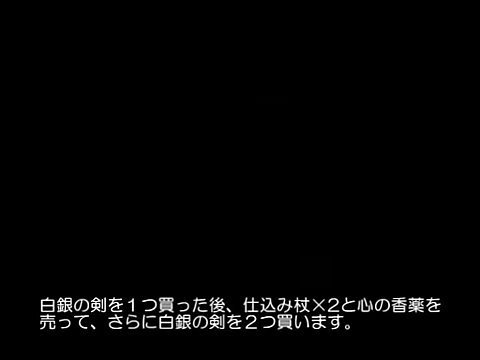 白銀の剣を１つ買った後、仕込み杖×2と心の香薬を
売って、さらに白銀の剣を２つ買います。